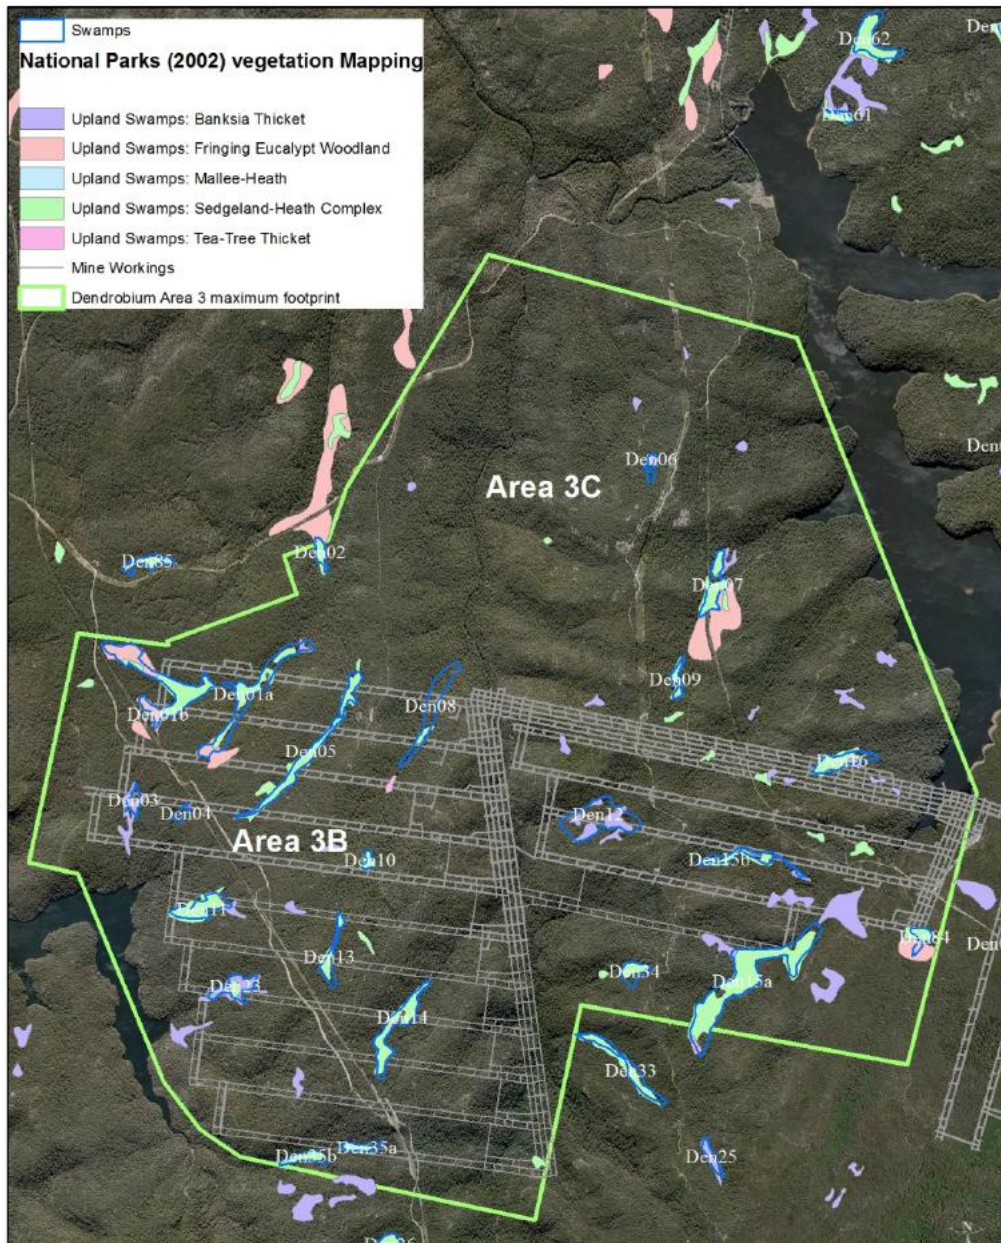 Swamps
National Parks (2002) vegetation Mapping
Upland Swamps: Banksia Thicket
Upland Swamps: Fringing Eucalypt Woodland
Upland Swamps: Mallee-Heath
Upland Swamps: Sedgeland-Heath Complex
Upland Swamps: Tea-Tree Thicket
Mine Workings
Dendrobium Area 3 maximum footprint
Den62
Den61
Den06
Area 3C
Den02
Den85
Den07
Den09
Den01a
Den01b
Den08
Den05
Den16
Den03
Den04
Den12
Area 3B
Den10
Den15b
Den11
Den84
Den13
Den34
Den15a
Den23
Den14
Den33
Den35a
Den35b
Den25
N